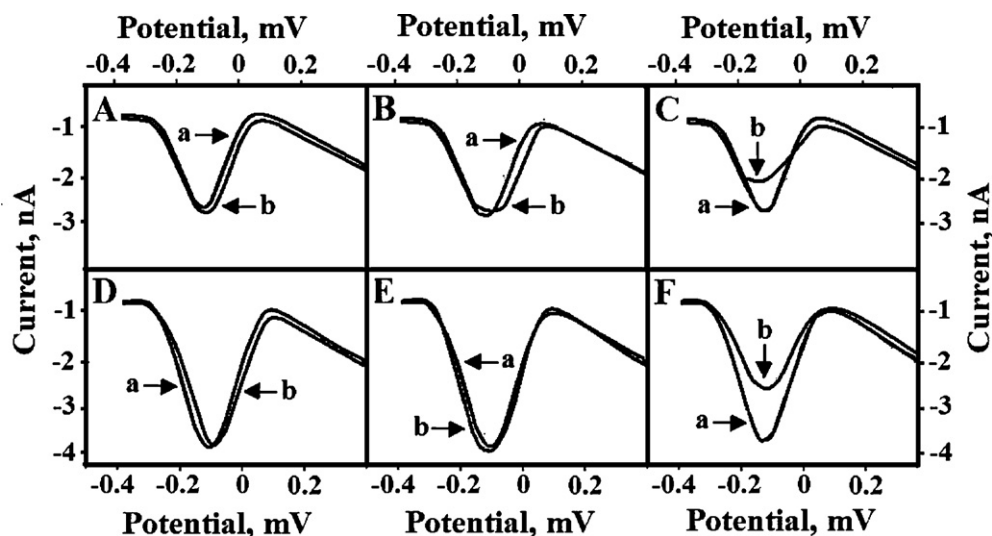 Potential, mV Potential, mV Potential, mV
-0.4 -0.2 0 0.2 -0.4 -0.2 0 0.2 -0.4 -0.2 0 0.2
A B C
-1 -1
a a b
-2 -2
b b a
-3 -3
Current, nA Current, nA
D E F
-1 -1
b
-2 a -2
a b
-3 b a -3
-4 -4
-0.4 -0.2 0 0.2 -0.4 -0.2 0 0.2 -0.4 -0.2 0 0.2
Potential, mV Potential, mV Potential, mV